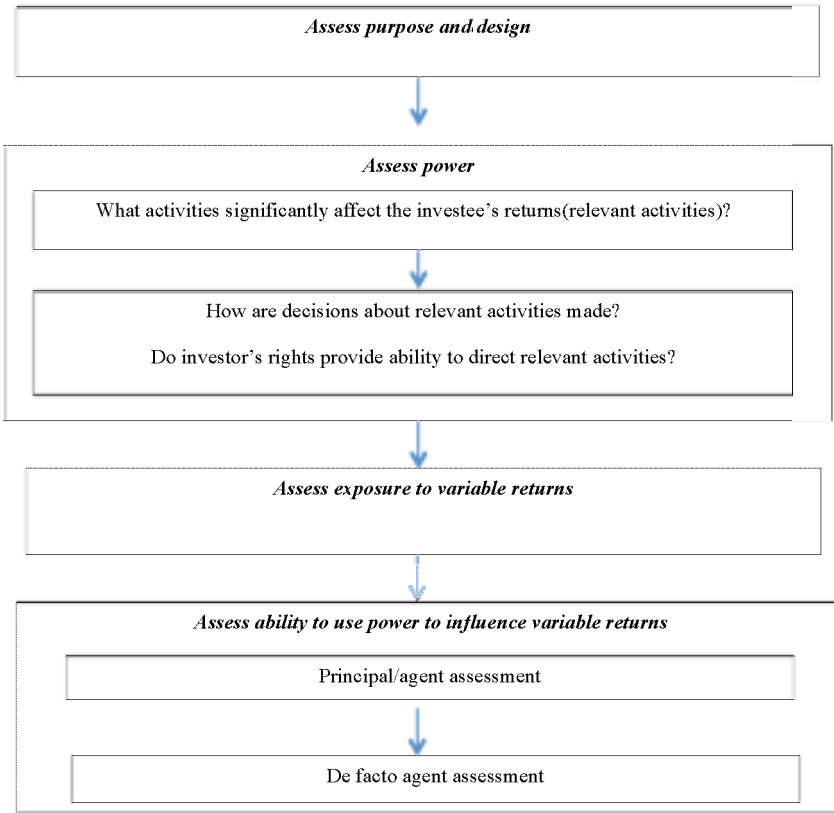 Assess purpose and design
Assess power
What activities significantly affect the investee’s returns(relevant activities)?
How are decisions about relevant activities made?
Do investor’s rights provide ability to direct relevant activities?
Assess exposure to variable returns
Assess ability to use power to influence variable returns
Principal/agent assessment
De facto agent assessment